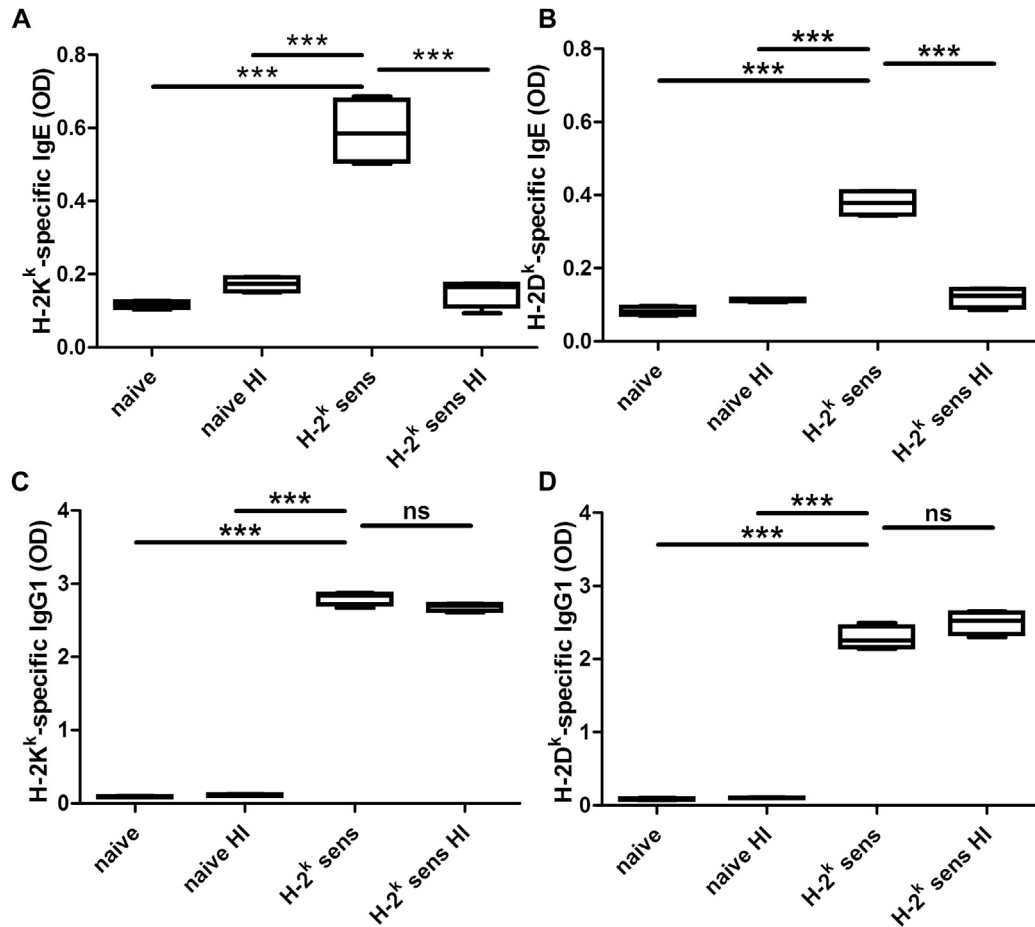 A
H-2Kᵏ-specific IgE (OD)
0.8
0.6
0.4
0.2
0.0
***
***
***
naive
naive HI
H-2ᵏ sens
H-2ᵏ sens HI
B
H-2Dᵏ-specific IgE (OD)
0.8
0.6
0.4
0.2
0.0
***
***
***
naive
naive HI
H-2ᵏ sens
H-2ᵏ sens HI
C
H-2Kᵏ-specific IgG1 (OD)
4
3
2
1
0
***
ns
***
naive
naive HI
H-2ᵏ sens
H-2ᵏ sens HI
D
H-2Dᵏ-specific IgG1 (OD)
4
3
2
1
0
***
ns
***
naive
naive HI
H-2ᵏ sens
H-2ᵏ sens HI